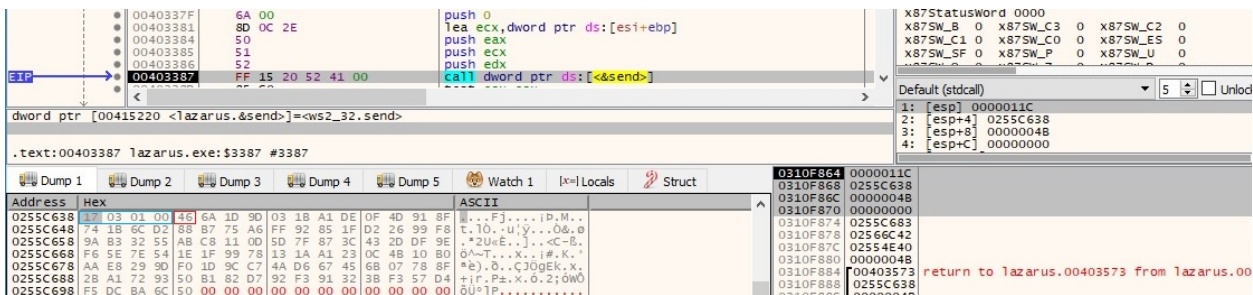 0040337F 6A 00 push 0
00403381 8D 0C 2E lea ecx,dword ptr ds:[esi+ebp]
00403384 50 push eax
00403385 51 push ecx
00403386 52 push edx
EIP 00403387 FF 15 20 52 41 00 call dword ptr ds:[<&send>]
dword ptr [00415220 <lazarus.&send>]=<ws2_32.send>
.text:00403387 lazarus.exe:$3387 #3387
x87StatusWord 0000
x87SW_B 0 x87SW_C3 0 x87SW_C2 0
x87SW_C1 0 x87SW_C0 0 x87SW_ES 0
x87SW_SF 0 x87SW_P 0 x87SW_U 0
Default (stdcall) 5 Unlock
1: [esp] 0000011C
2: [esp+4] 0255C638
3: [esp+8] 0000004B
4: [esp+C] 00000000
Dump 1 Dump 2 Dump 3 Dump 4 Dump 5 Watch 1 [x=] Locals Struct
Address Hex ASCII
0255C638 17 03 01 00 46 6A 1D 9D 03 1B A1 DE 0F 4D 91 8F ....Fj....¡Þ.M..
0255C648 74 1B 6C D2 88 B7 75 A6 FF 92 85 1F D2 26 99 F8 t.lÒ.·u¦ÿ...Ò&.ø
0255C658 9A B3 32 55 AB C8 11 0D 5D 7F 87 3C 43 2D DF 9E .³2U«È..]..<C-ß.
0255C668 F6 5E 7E 54 1E 1F 99 78 13 1A A1 23 0C 4B 10 B0 ö^~T...x..¡#.K.°
0255C678 AA E8 29 9D F0 1D 9C C7 4A D6 67 45 6B 07 78 8F ªè).ð..ÇJÖgEk.x.
0255C688 2B A1 72 93 50 B1 82 D7 92 F3 91 32 3B F3 57 D4 +¡r.P±.×.ó.2;óWÔ
0255C698 F5 DC BA 6C 50 00 00 00 00 00 00 00 00 00 00 00 õÜºlP...........
0310F864 0000011C
0310F868 0255C638
0310F86C 0000004B
0310F870 00000000
0310F874 0255C683
0310F878 02566C42
0310F87C 02554E40
0310F880 0000004B
0310F884 00403573 return to lazarus.00403573 from lazarus.00
0310F888 0255C638